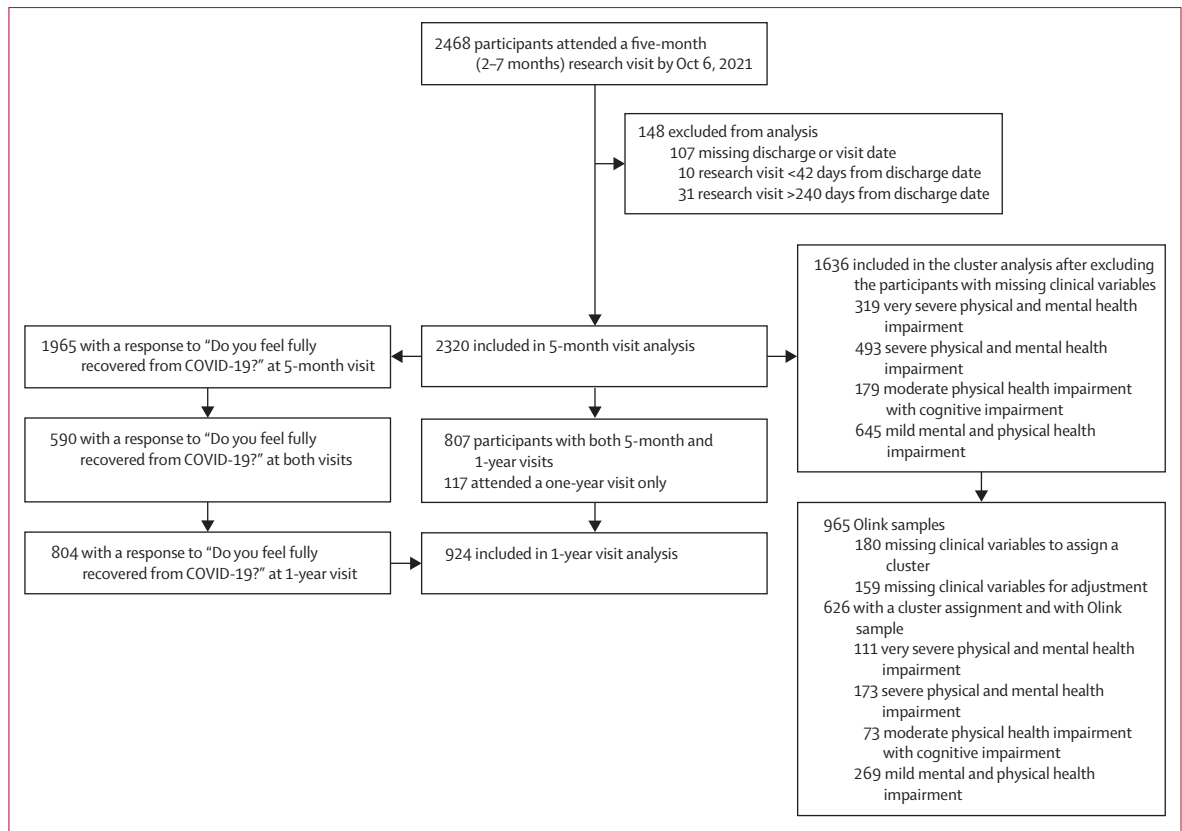 2468 participants attended a five-month
(2–7 months) research visit by Oct 6, 2021
148 excluded from analysis
107 missing discharge or visit date
10 research visit <42 days from discharge date
31 research visit >240 days from discharge date
1965 with a response to “Do you feel fully
recovered from COVID-19?” at 5-month visit
2320 included in 5-month visit analysis
1636 included in the cluster analysis after excluding
the participants with missing clinical variables
319 very severe physical and mental health
impairment
493 severe physical and mental health
impairment
179 moderate physical health impairment
with cognitive impairment
645 mild mental and physical health
impairment
590 with a response to “Do you feel fully
recovered from COVID-19?” at both visits
807 participants with both 5-month and
1-year visits
117 attended a one-year visit only
804 with a response to “Do you feel fully
recovered from COVID-19?” at 1-year visit
924 included in 1-year visit analysis
965 Olink samples
180 missing clinical variables to assign a
cluster
159 missing clinical variables for adjustment
626 with a cluster assignment and with Olink
sample
111 very severe physical and mental health
impairment
173 severe physical and mental health
impairment
73 moderate physical health impairment
with cognitive impairment
269 mild mental and physical health
impairment